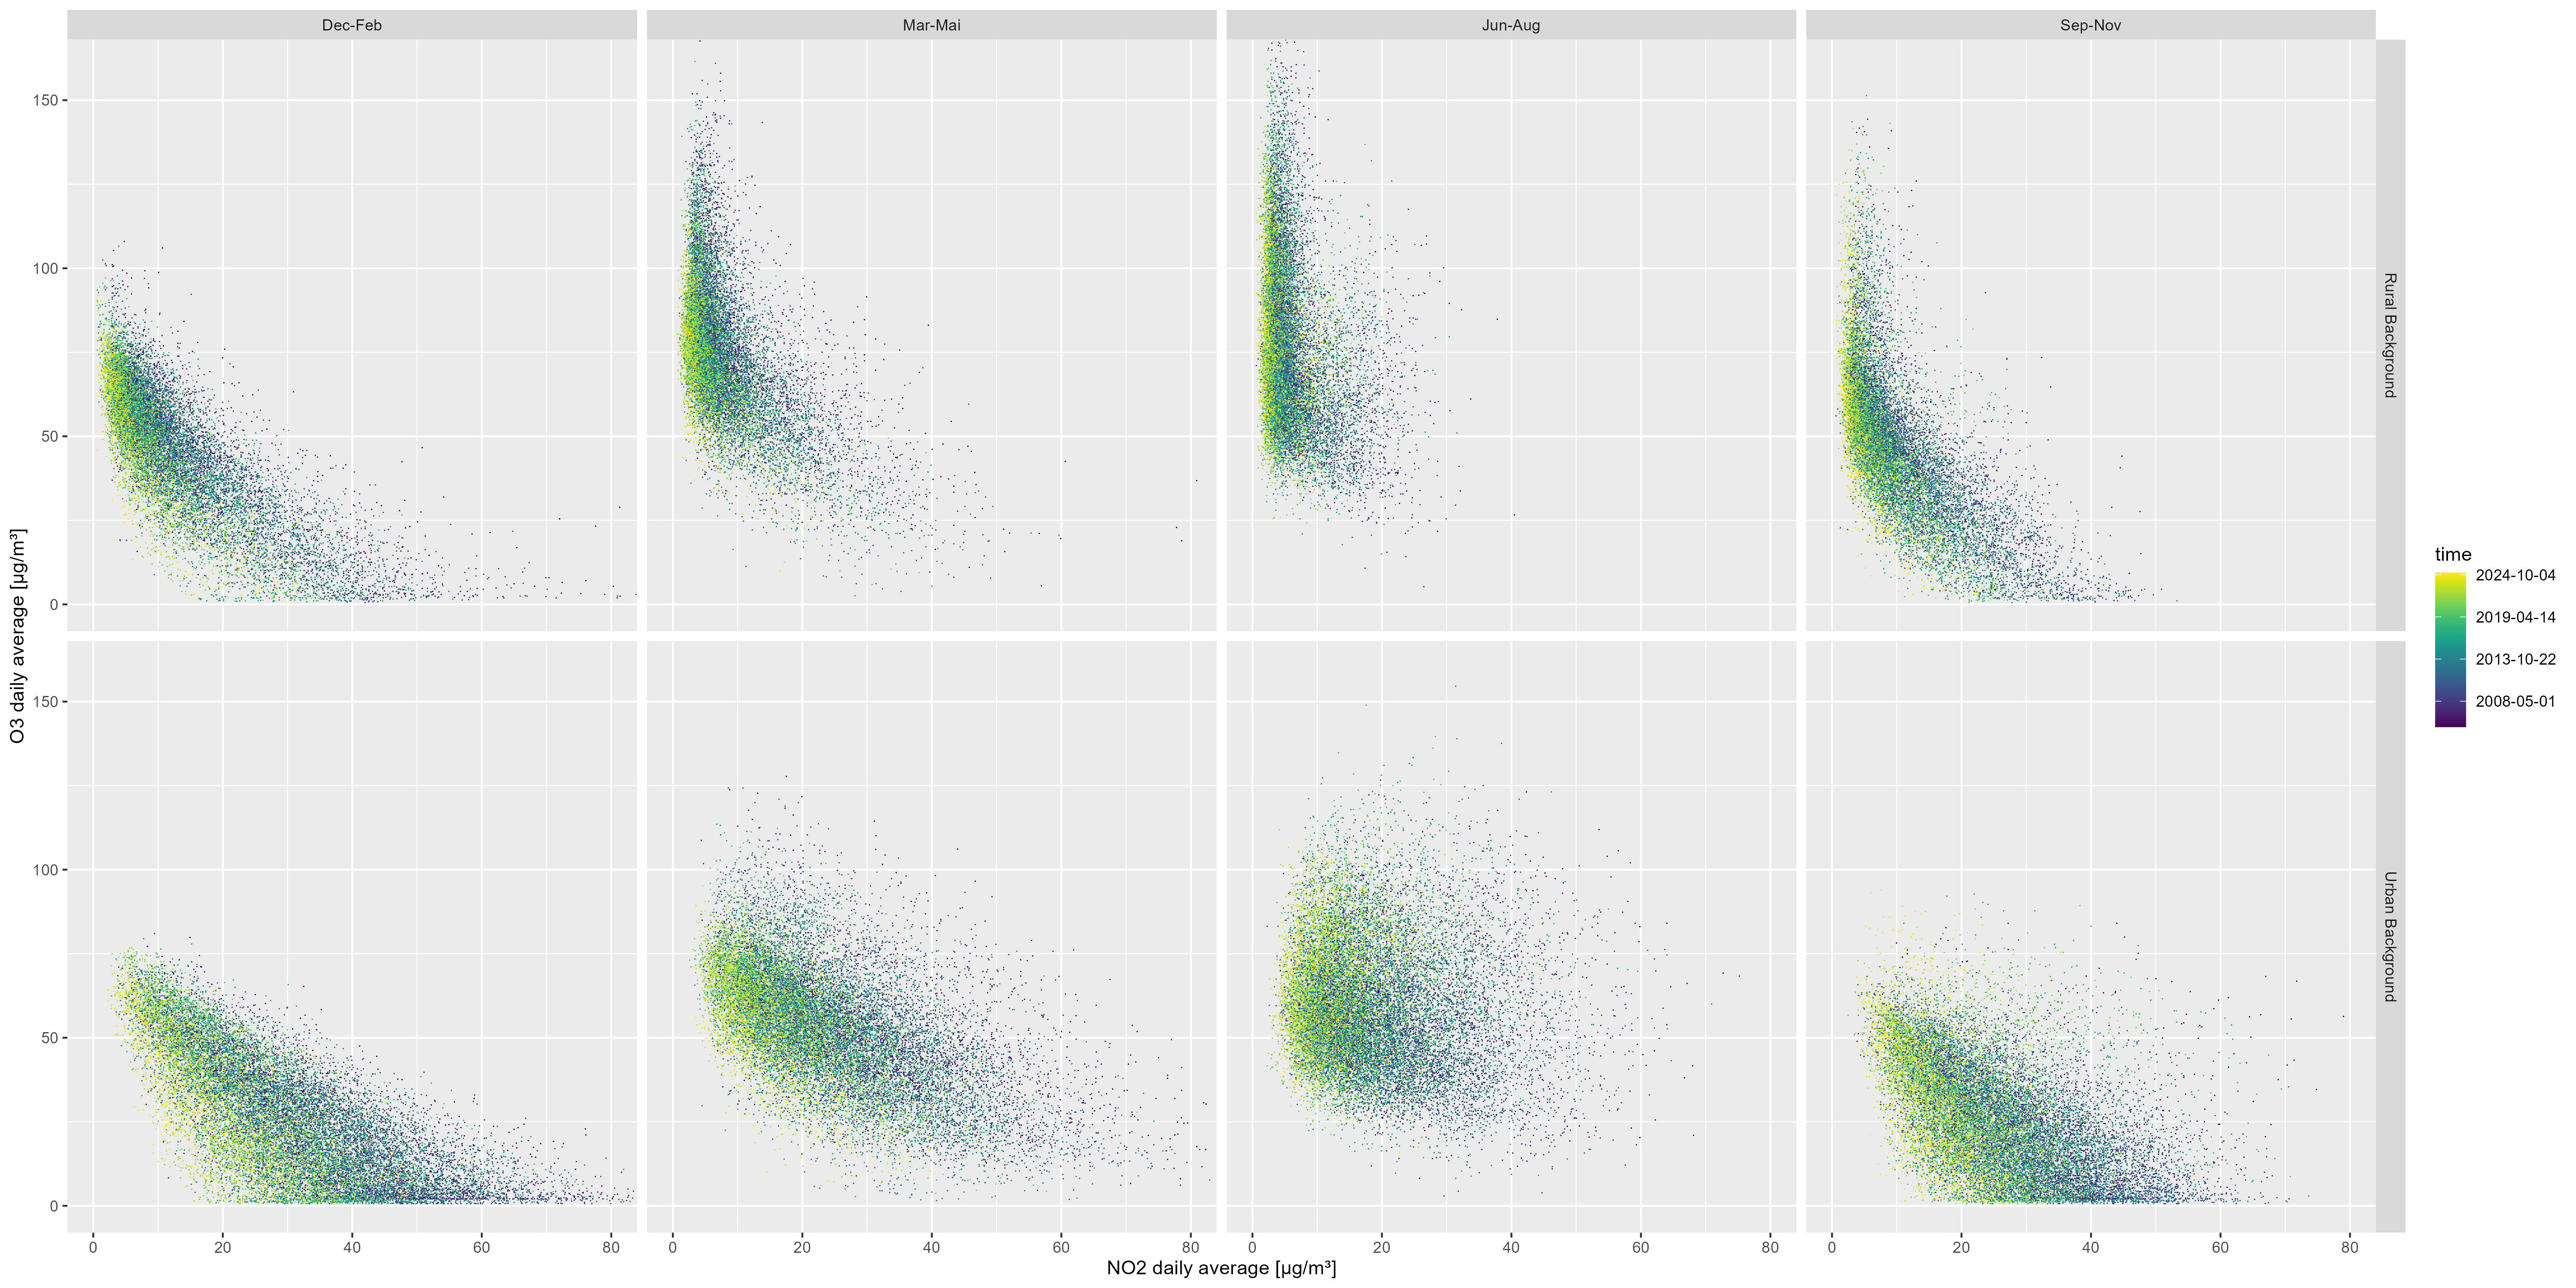 Dec-Feb
Mar-Mai
Jun-Aug
Sep-Nov
150
100
50
0
Rural Background
150
100
50
0
Urban Background
O3 daily average [µg/m³]
0 20 40 60 80
0 20 40 60 80
0 20 40 60 80
0 20 40 60 80
NO2 daily average [µg/m³]
time
2024-10-04
2019-04-14
2013-10-22
2008-05-01